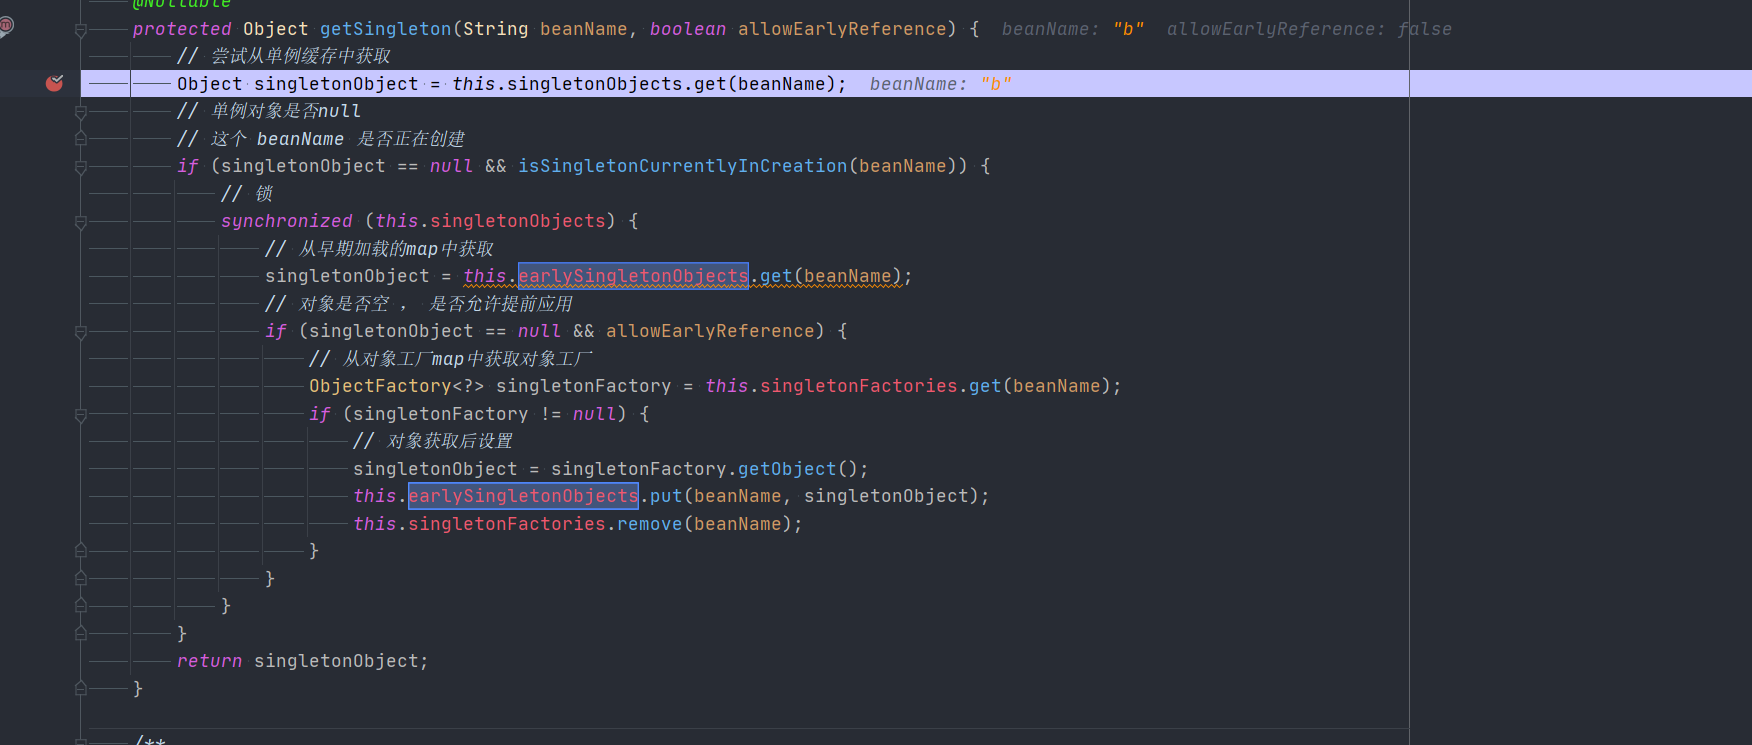 @Nullable
protected Object getSingleton(String beanName, boolean allowEarlyReference) { beanName: "b" allowEarlyReference: false
// 尝试从单例缓存中获取
Object singletonObject = this.singletonObjects.get(beanName); beanName: "b"
// 单例对象是否null
// 这个 beanName 是否正在创建
if (singletonObject == null && isSingletonCurrentlyInCreation(beanName)) {
// 锁
synchronized (this.singletonObjects) {
// 从早期加载的map中获取
singletonObject = this.earlySingletonObjects.get(beanName);
// 对象是否空 , 是否允许提前应用
if (singletonObject == null && allowEarlyReference) {
// 从对象工厂map中获取对象工厂
ObjectFactory<?> singletonFactory = this.singletonFactories.get(beanName);
if (singletonFactory != null) {
// 对象获取后设置
singletonObject = singletonFactory.getObject();
this.earlySingletonObjects.put(beanName, singletonObject);
this.singletonFactories.remove(beanName);
}
}
}
}
return singletonObject;
}
/**